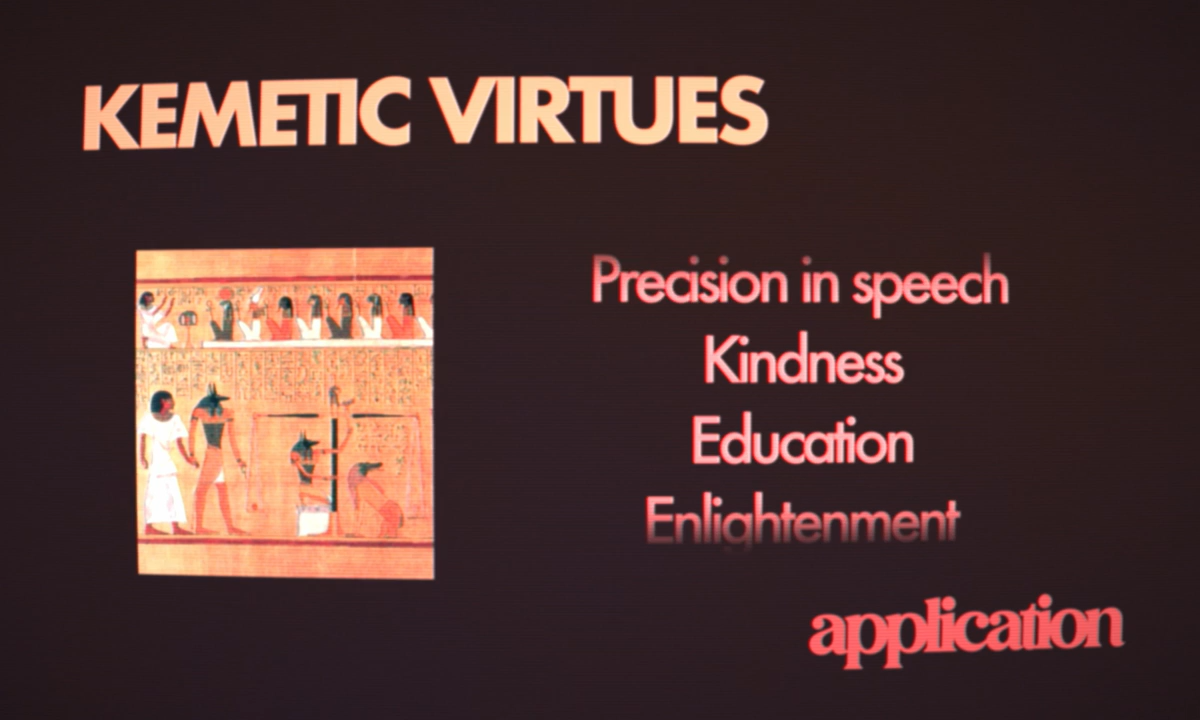 KEMETIC VIRTUES
Precision in speech
Kindness
Education
Enlightenment
application